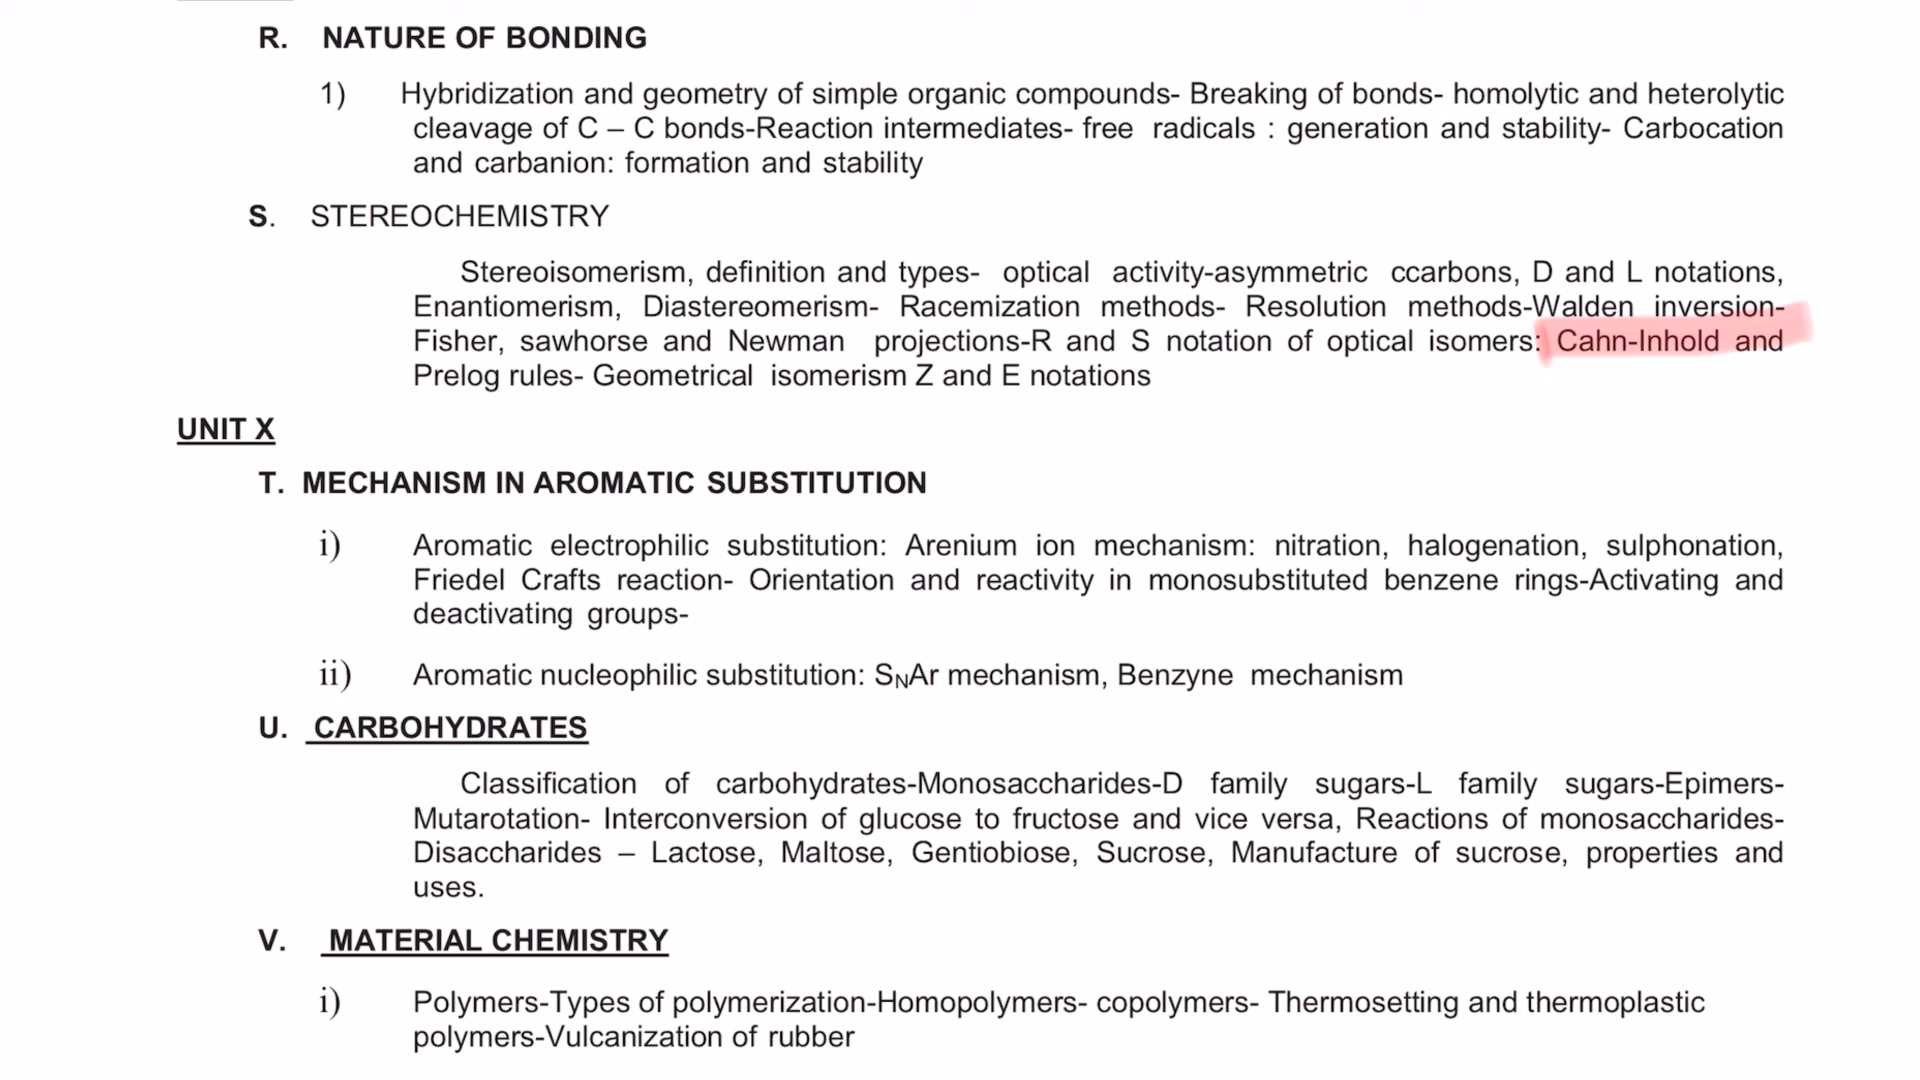 R. NATURE OF BONDING
1) Hybridization and geometry of simple organic compounds- Breaking of bonds- homolytic and heterolytic
cleavage of C – C bonds-Reaction intermediates- free radicals : generation and stability- Carbocation
and carbanion: formation and stability
S. STEREOCHEMISTRY
Stereoisomerism, definition and types- optical activity-asymmetric ccarbons, D and L notations,
Enantiomerism, Diastereomerism- Racemization methods- Resolution methods-Walden inversion-
Fisher, sawhorse and Newman projections-R and S notation of optical isomers: Cahn-Inhold and
Prelog rules- Geometrical isomerism Z and E notations
UNIT X
T. MECHANISM IN AROMATIC SUBSTITUTION
i) Aromatic electrophilic substitution: Arenium ion mechanism: nitration, halogenation, sulphonation,
Friedel Crafts reaction- Orientation and reactivity in monosubstituted benzene rings-Activating and
deactivating groups-
ii) Aromatic nucleophilic substitution: SNAr mechanism, Benzyne mechanism
U. CARBOHYDRATES
Classification of carbohydrates-Monosaccharides-D family sugars-L family sugars-Epimers-
Mutarotation- Interconversion of glucose to fructose and vice versa, Reactions of monosaccharides-
Disaccharides – Lactose, Maltose, Gentiobiose, Sucrose, Manufacture of sucrose, properties and
uses.
V. MATERIAL CHEMISTRY
i) Polymers-Types of polymerization-Homopolymers- copolymers- Thermosetting and thermoplastic
polymers-Vulcanization of rubber